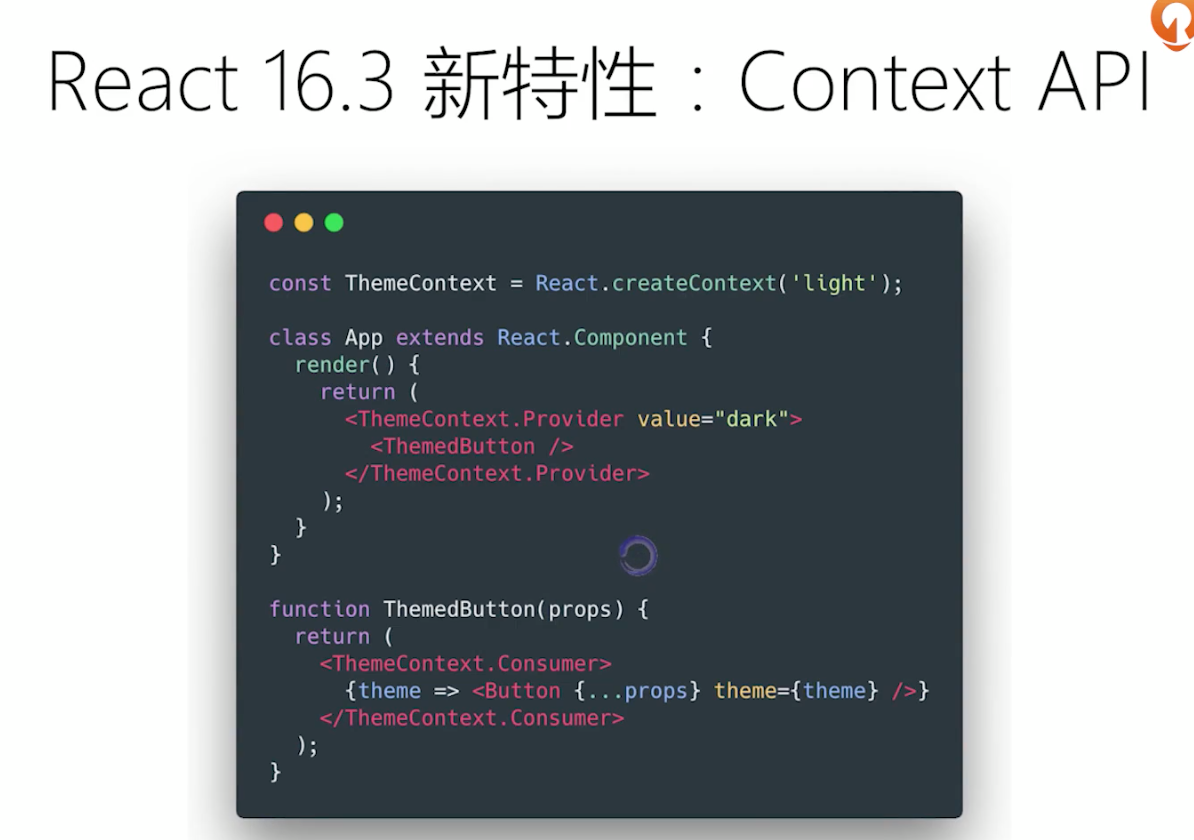 React 16.3 新特性：Context API
const ThemeContext = React.createContext('light');
class App extends React.Component {
  render() {
    return (
      <ThemeContext.Provider value="dark">
        <ThemedButton />
      </ThemeContext.Provider>
    );
  }
}
function ThemedButton(props) {
  return (
    <ThemeContext.Consumer>
      {theme => <Button {...props} theme={theme} />}
    </ThemeContext.Consumer>
  );
}